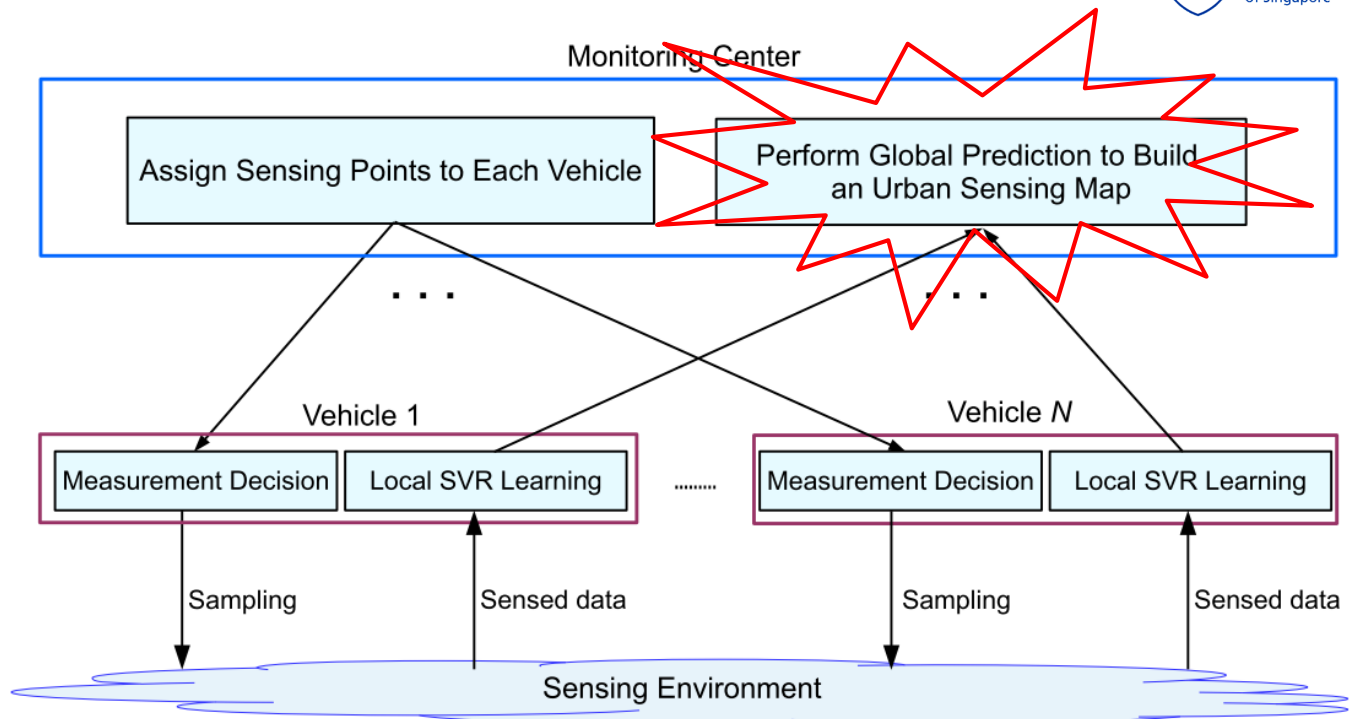 of Singapore
Monitoring Center
Assign Sensing Points to Each Vehicle
Perform Global Prediction to Build
an Urban Sensing Map
. . .
. . .
Vehicle 1
Vehicle N
Measurement Decision
Local SVR Learning
.........
Measurement Decision
Local SVR Learning
Sampling
Sensed data
Sampling
Sensed data
Sensing Environment